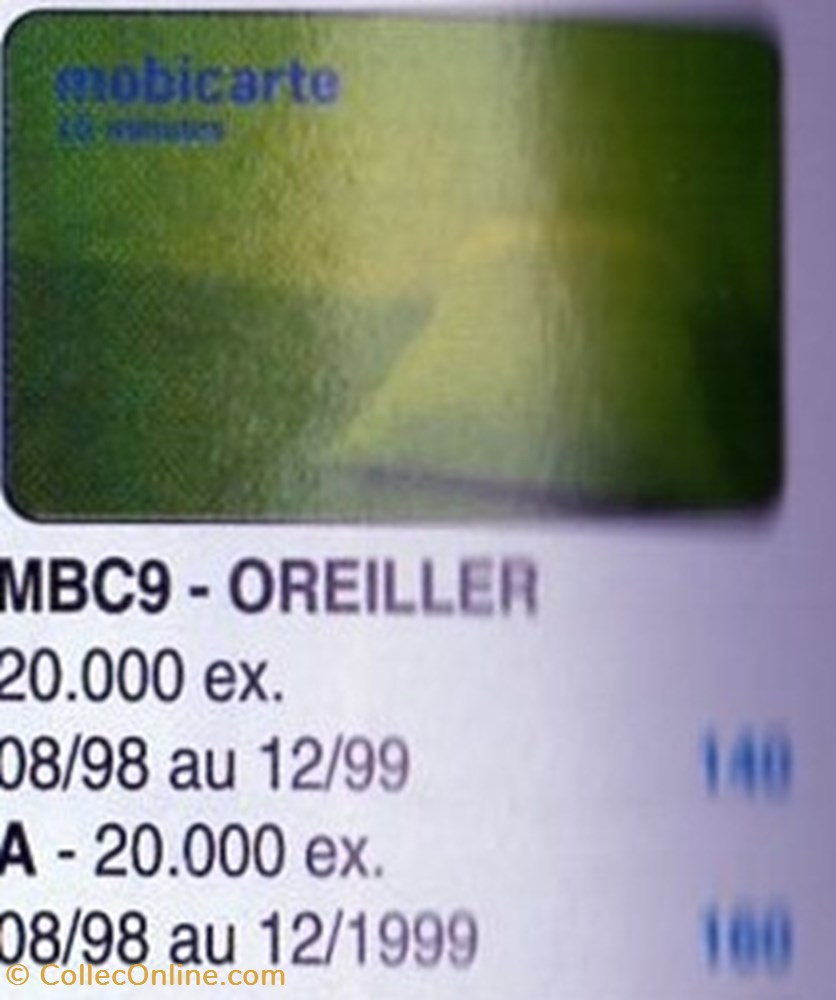 mobicarte
minutes
MBC9 - OREILLER
20.000 ex.
08/98 au 12/99 140
A - 20.000 ex.
08/98 au 12/1999
© CollecOnline.com